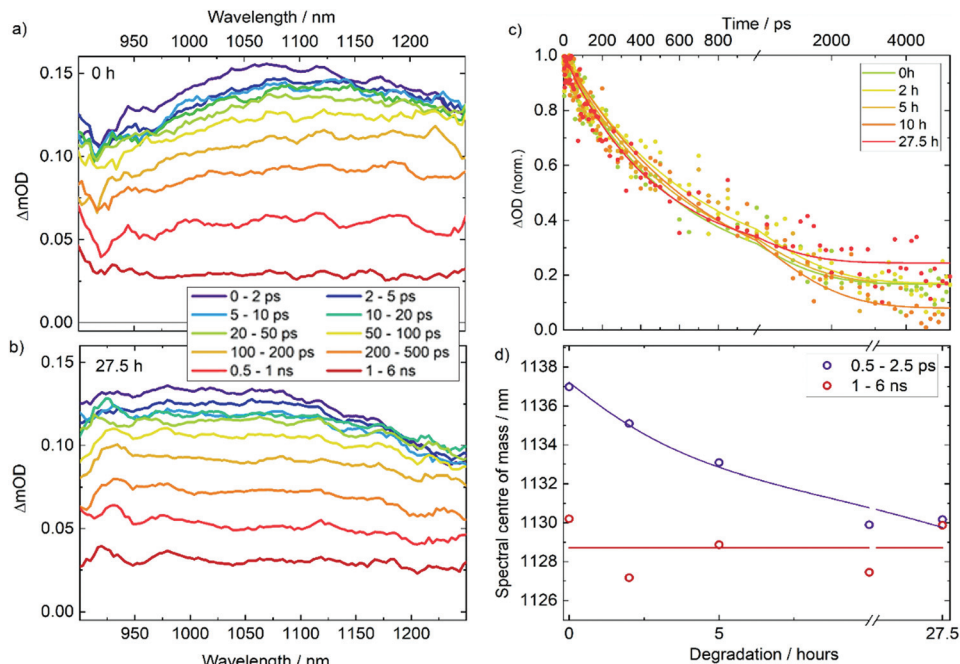 a)
Wavelength / nm
950 1000 1050 1100 1150 1200
0.15
0.10
0.05
0.00
ΔmOD
0 h
0 - 2 ps 2 - 5 ps
5 - 10 ps 10 - 20 ps
20 - 50 ps 50 - 100 ps
100 - 200 ps 200 - 500 ps
0.5 - 1 ns 1 - 6 ns
b)
27.5 h
0.15
0.10
0.05
0.00
ΔmOD
950 1000 1050 1100 1150 1200
Wavelength / nm
c)
Time / ps
0 200 400 600 800 2000 4000
1.0
0.8
0.6
0.4
0.2
0.0
ΔOD (norm.)
0h
2 h
5 h
10 h
27.5 h
d)
0.5 - 2.5 ps
1 - 6 ns
1138
1136
1134
1132
1130
1128
1126
Spectral centre of mass / nm
0 5 27.5
Degradation / hours